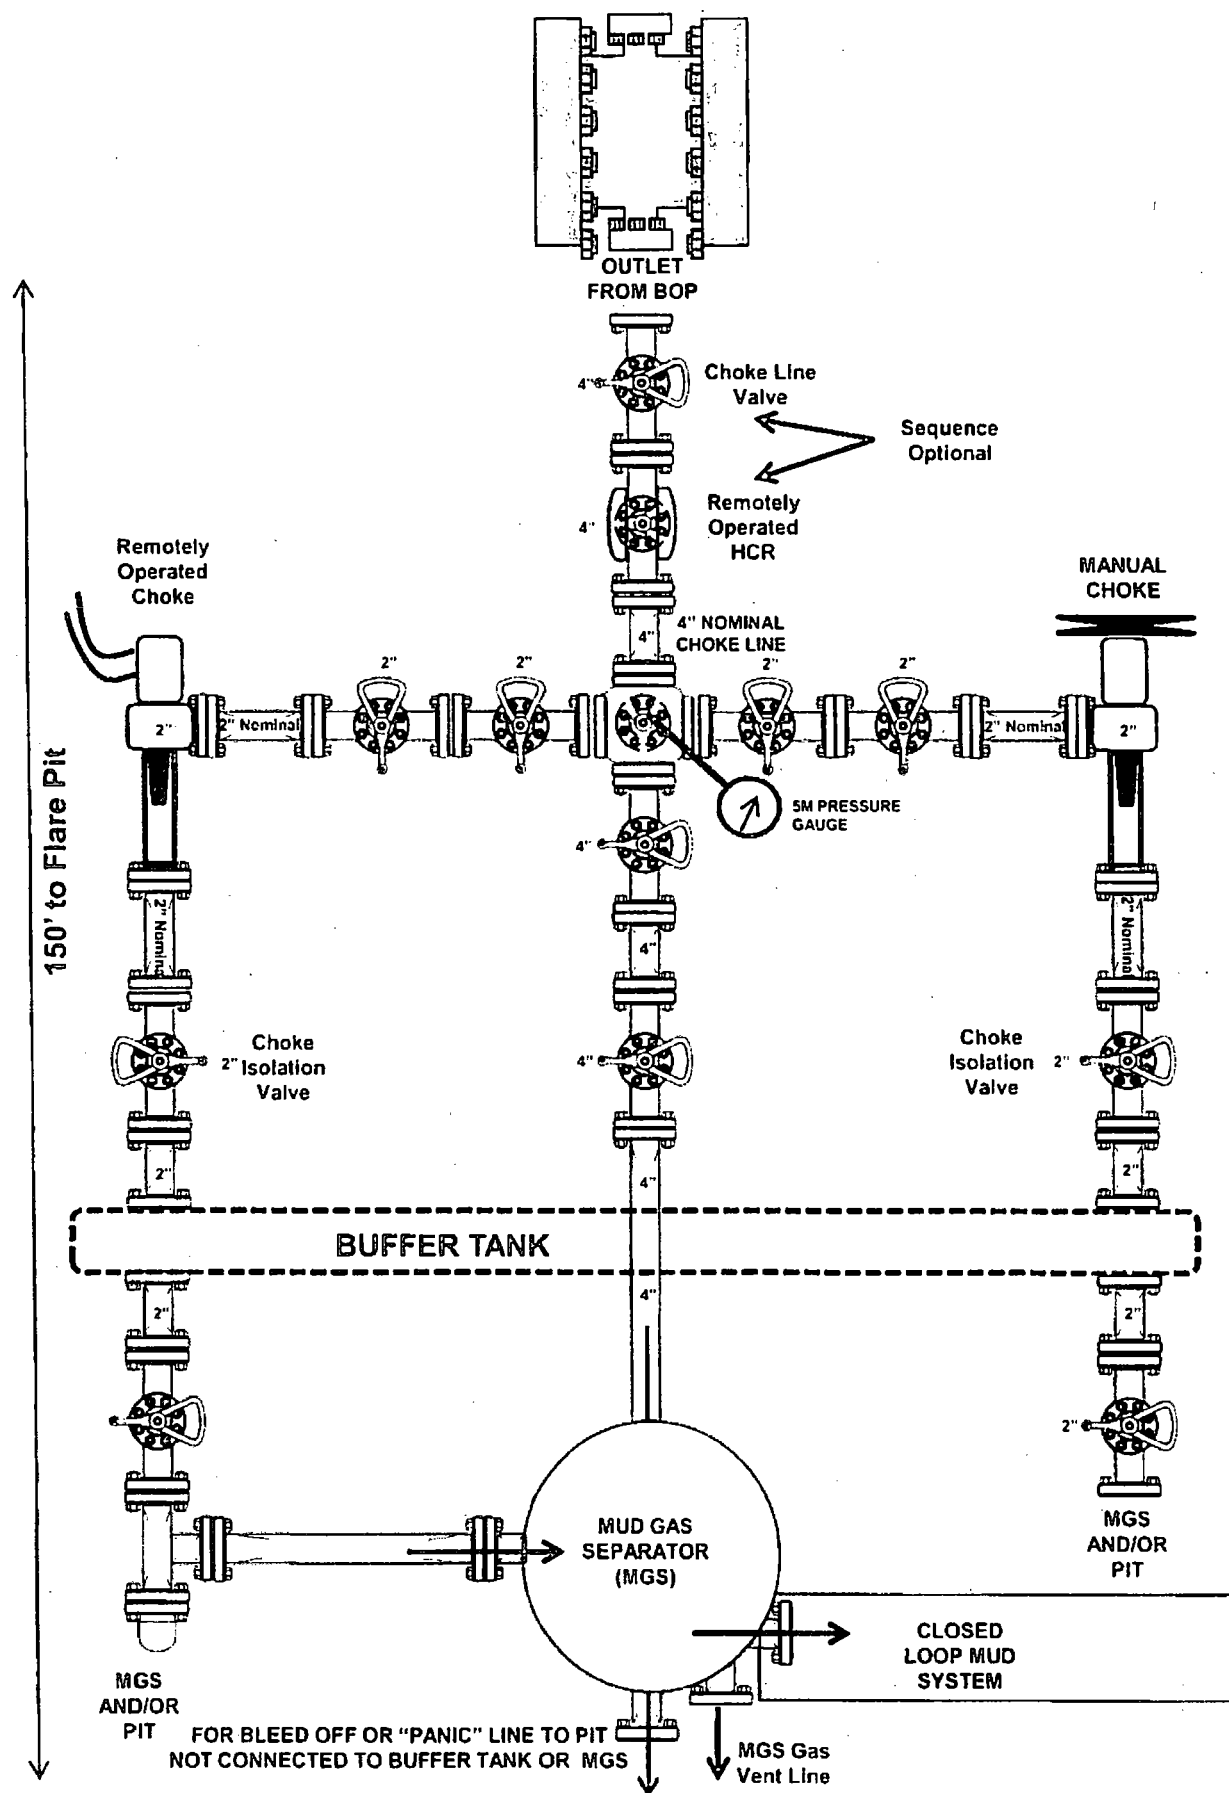 OUTLET
FROM BOP
4"
Choke Line
Valve
Sequence
Optional
4"
Remotely
Operated
HCR
Remotely
Operated
Choke
MANUAL
CHOKE
4"
4" NOMINAL
CHOKE LINE
2"
2"
2"
2"
2"
2" Nominal
2" Nominal
2"
5M PRESSURE
GAUGE
4"
150' to Flare Pit
2" Nominal
4"
2" Nominal
2"
Choke
Isolation
Valve
4"
Choke
Isolation
Valve
2"
2"
4"
2"
BUFFER TANK
4"
2"
2"
2"
MUD GAS
SEPARATOR
(MGS)
MGS
AND/OR
PIT
CLOSED
LOOP MUD
SYSTEM
MGS
AND/OR
PIT
FOR BLEED OFF OR "PANIC" LINE TO PIT
NOT CONNECTED TO BUFFER TANK OR MGS
MGS Gas
Vent Line